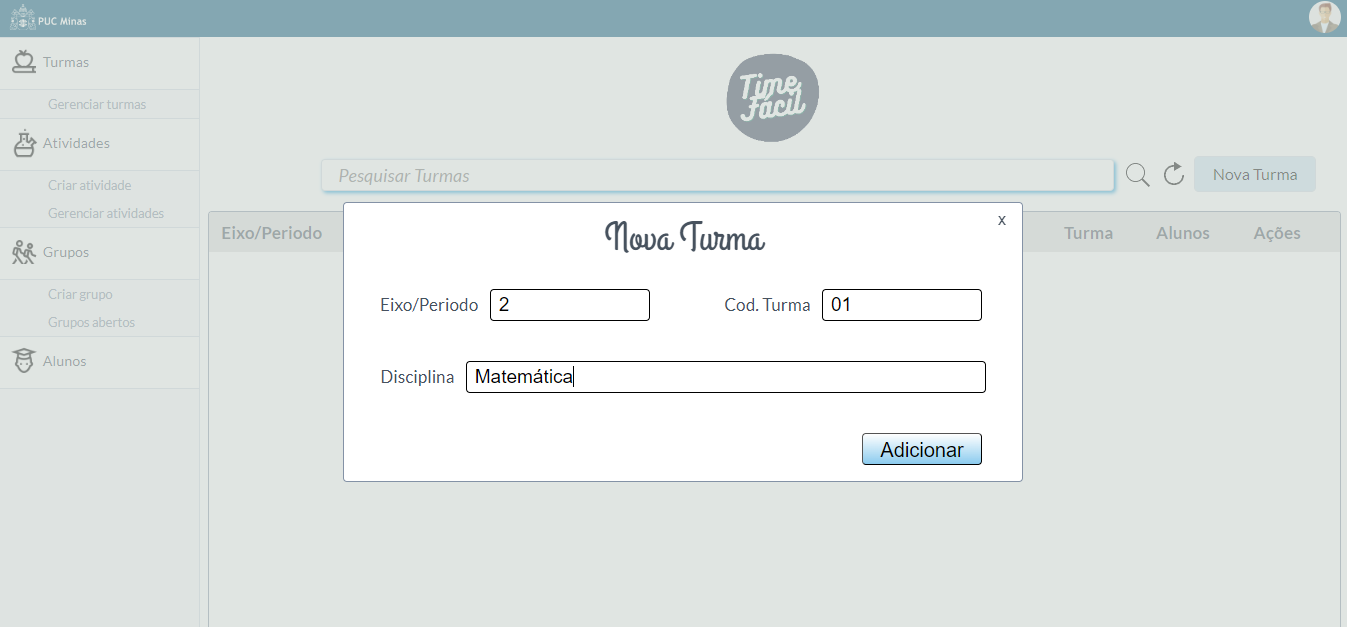 PUC Minas
Turmas
Gerenciar turmas
Atividades
Criar atividade
Gerenciar atividades
Grupos
Criar grupo
Grupos abertos
Alunos
Time
Fácil
Pesquisar Turmas
Nova Turma
Eixo/Periodo Turma Alunos Ações
x
Nova Turma
Eixo/Periodo 2 Cod. Turma 01
Disciplina Matemática
Adicionar